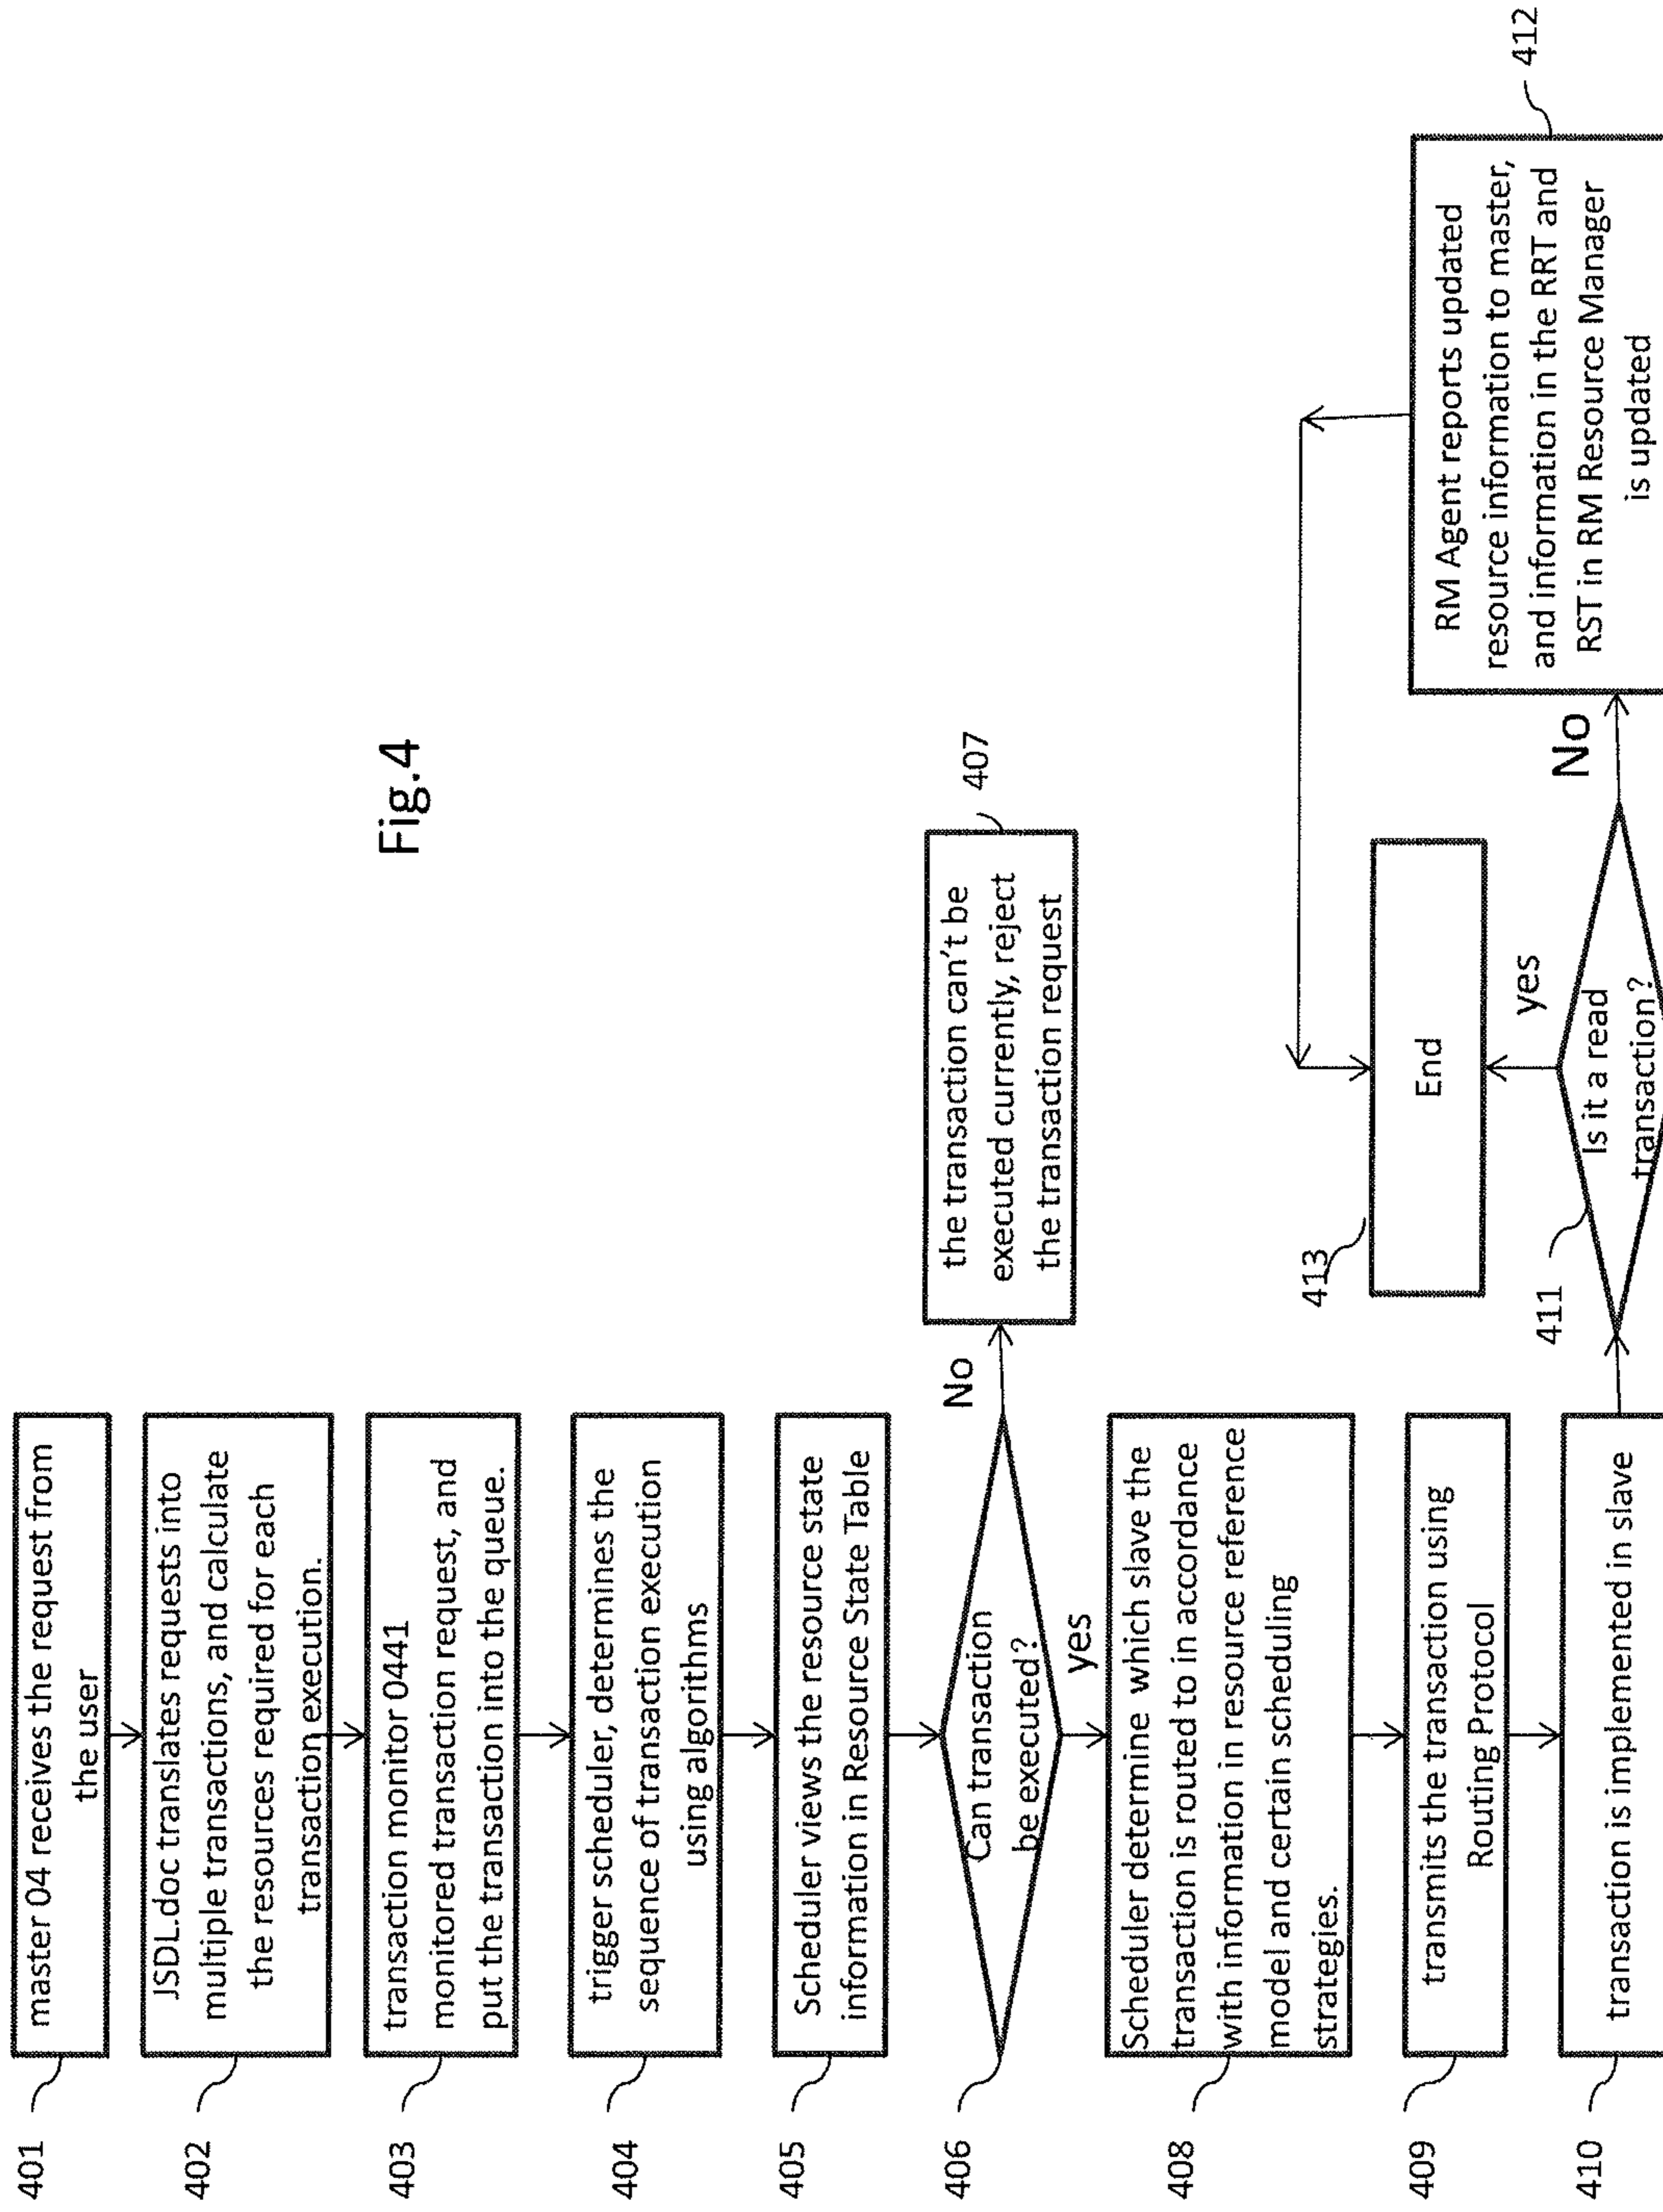 401
master 04 receives the request from
the user
402
JSDL.doc translates requests into
multiple transactions, and calculate
the resources required for each
transaction execution.
403
transaction monitor 0441
monitored transaction request, and
put the transaction into the queue.
404
trigger scheduler, determines the
sequence of transaction execution
using algorithms
405
Scheduler views the resource state
information in Resource State Table
406
Can transaction
be executed?
No
407
the transaction can't be
executed currently, reject
the transaction request
yes
408
Scheduler determine which slave the
transaction is routed to in accordance
with information in resource reference
model and certain scheduling
strategies.
409
transmits the transaction using
Routing Protocol
410
transaction is implemented in slave
411
Is it a read
transaction?
yes
413
End
No
412
RM Agent reports updated
resource information to master,
and information in the RRT and
RST in RM Resource Manager
is updated
Fig.4